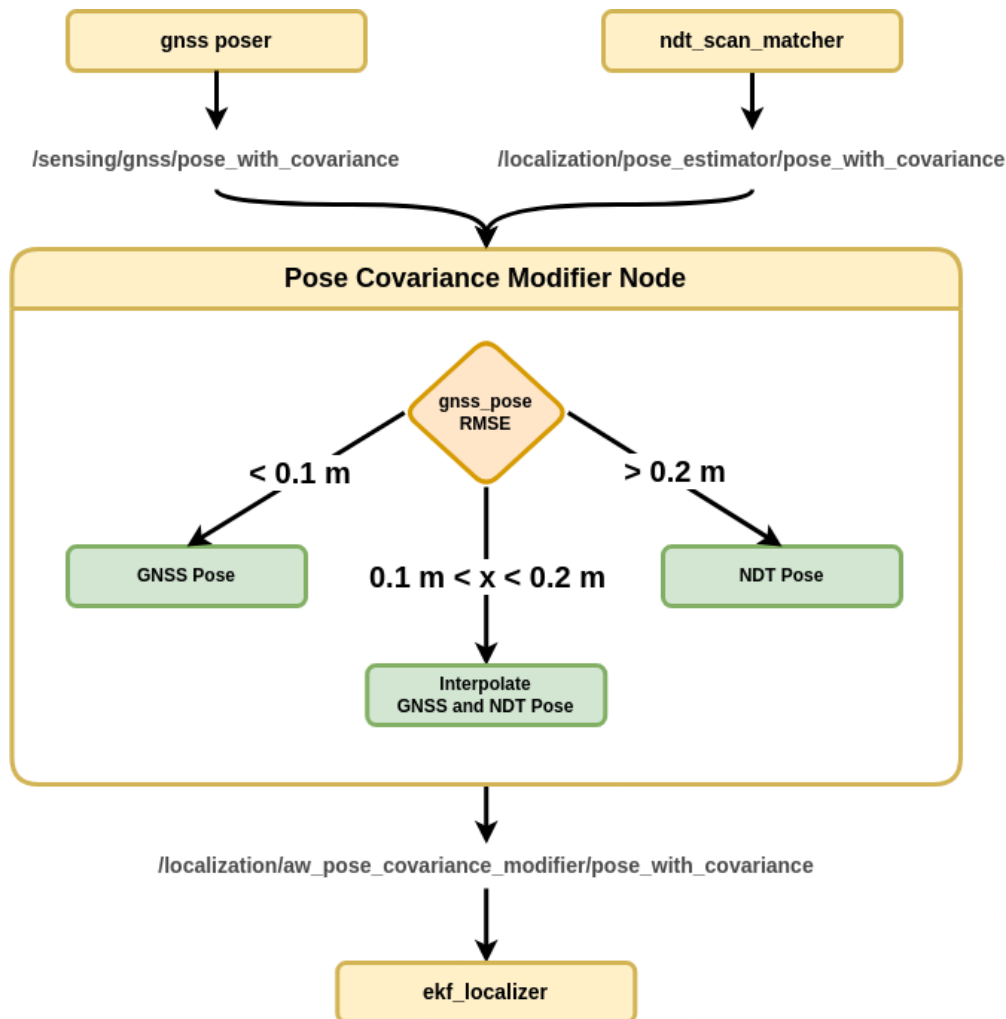 gnss poser
ndt_scan_matcher
/sensing/gnss/pose_with_covariance
/localization/pose_estimator/pose_with_covariance
Pose Covariance Modifier Node
gnss_pose
RMSE
< 0.1 m
> 0.2 m
GNSS Pose
0.1 m < x < 0.2 m
NDT Pose
Interpolate
GNSS and NDT Pose
/localization/aw_pose_covariance_modifier/pose_with_covariance
ekf_localizer